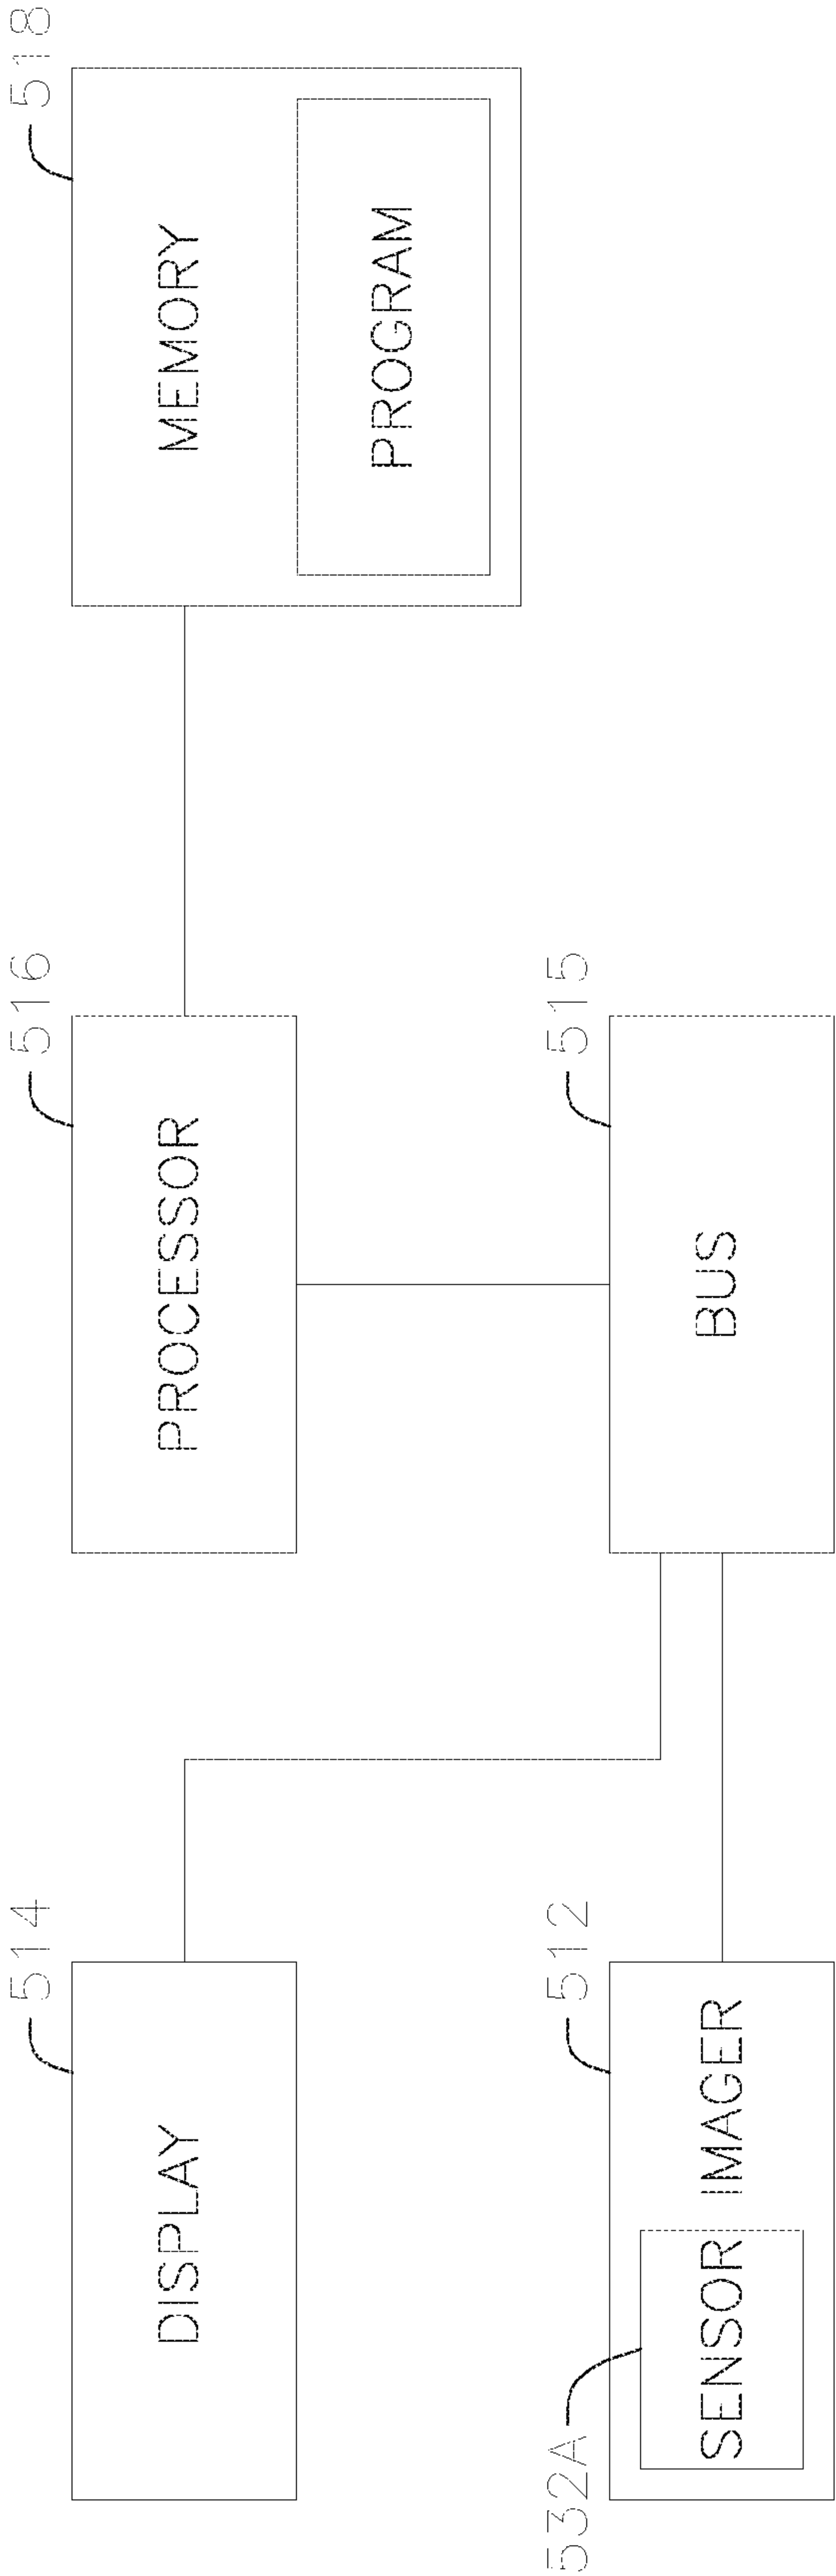 514
516
518
DISPLAY
PROCESSOR
MEMORY
PROGRAM
532A
512
515
SENSOR
IMAGER
BUS